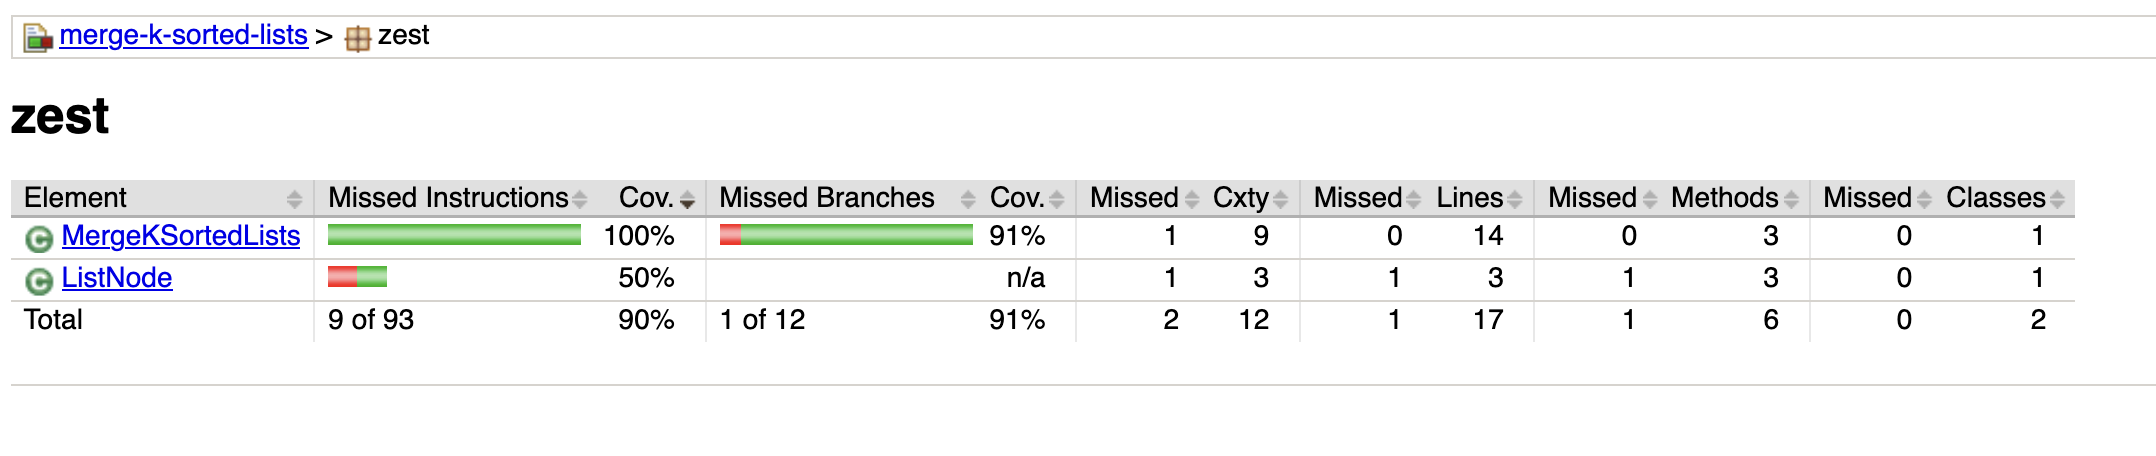 merge-k-sorted-lists > zest
zest
Element Missed Instructions Cov. Missed Branches Cov. Missed Cxty Missed Lines Missed Methods Missed Classes
MergeKSortedLists 100% 91% 1 9 0 14 0 3 0 1
ListNode 50% n/a 1 3 1 3 1 3 0 1
Total 9 of 93 90% 1 of 12 91% 2 12 1 17 1 6 0 2